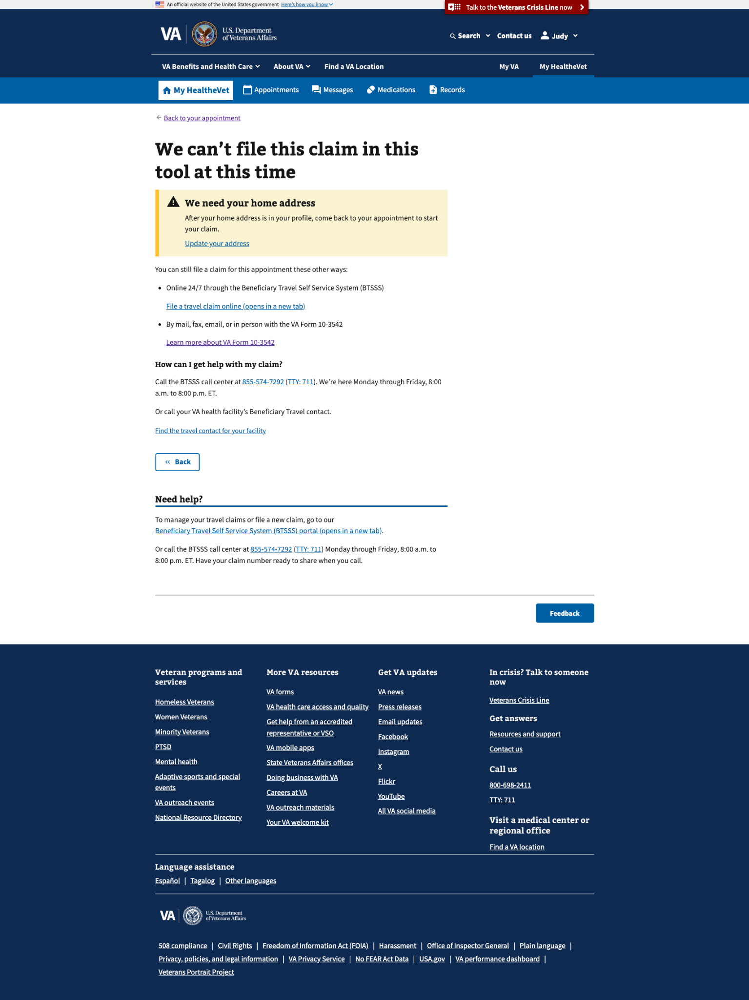 An official website of the United States government Here's how you know
Talk to the Veterans Crisis Line now
VA U.S. Department
of Veterans Affairs
Search Contact us Judy
VA Benefits and Health Care About VA Find a VA Location My VA My HealtheVet
My HealtheVet Appointments Messages Medications Records
Back to your appointment
We can’t file this claim in this
tool at this time
We need your home address
After your home address is in your profile, come back to your appointment to start
your claim.
Update your address
You can still file a claim for this appointment these other ways:
• Online 24/7 through the Beneficiary Travel Self Service System (BTSSS)
File a travel claim online (opens in a new tab)
• By mail, fax, email, or in person with the VA Form 10-3542
Learn more about VA Form 10-3542
How can I get help with my claim?
Call the BTSSS call center at 855-574-7292 (TTY: 711). We’re here Monday through Friday, 8:00
a.m. to 8:00 p.m. ET.
Or call your VA health facility’s Beneficiary Travel contact.
Find the travel contact for your facility
Back
Need help?
To manage your travel claims or file a new claim, go to our
Beneficiary Travel Self Service System (BTSSS) portal (opens in a new tab).
Or call the BTSSS call center at 855-574-7292 (TTY: 711) Monday through Friday, 8:00 a.m. to
8:00 p.m. ET. Have your claim number ready to share when you call.
Feedback
Veteran programs and
services
Homeless Veterans
Women Veterans
Minority Veterans
PTSD
Mental health
Adaptive sports and special
events
VA outreach events
National Resource Directory
More VA resources
VA forms
VA health care access and quality
Get help from an accredited
representative or VSO
VA mobile apps
State Veterans Affairs offices
Doing business with VA
Careers at VA
VA outreach materials
Your VA welcome kit
Get VA updates
VA news
Press releases
Email updates
Facebook
Instagram
X
Flickr
YouTube
All VA social media
In crisis? Talk to someone
now
Veterans Crisis Line
Get answers
Resources and support
Contact us
Call us
800-698-2411
TTY: 711
Visit a medical center or
regional office
Find a VA location
Language assistance
Español | Tagalog | Other languages
VA U.S. Department
of Veterans Affairs
508 compliance | Civil Rights | Freedom of Information Act (FOIA) | Harassment | Office of Inspector General | Plain language |
Privacy, policies, and legal information | VA Privacy Service | No FEAR Act Data | USA.gov | VA performance dashboard |
Veterans Portrait Project